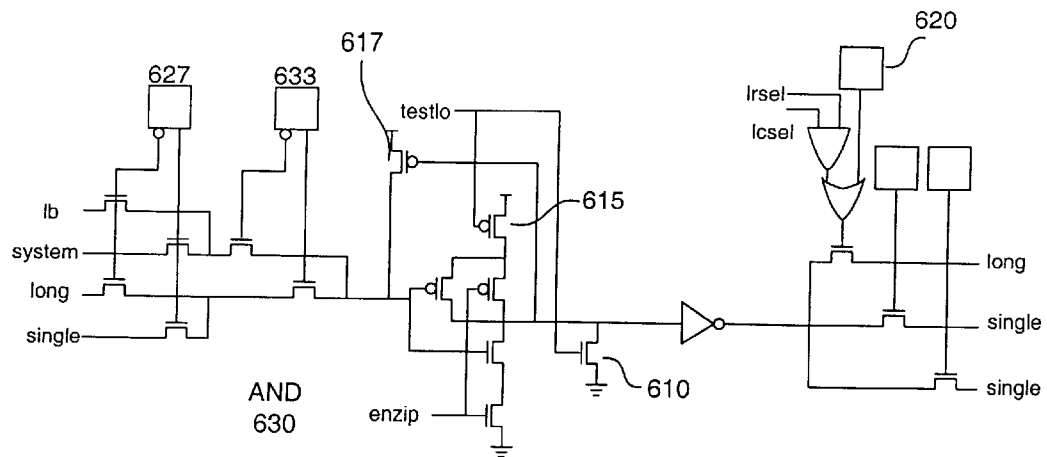 627
633
617
testlo
620
lrsel
lcsel
615
lb
system
long
single
long
single
single
610
AND
630
enzip